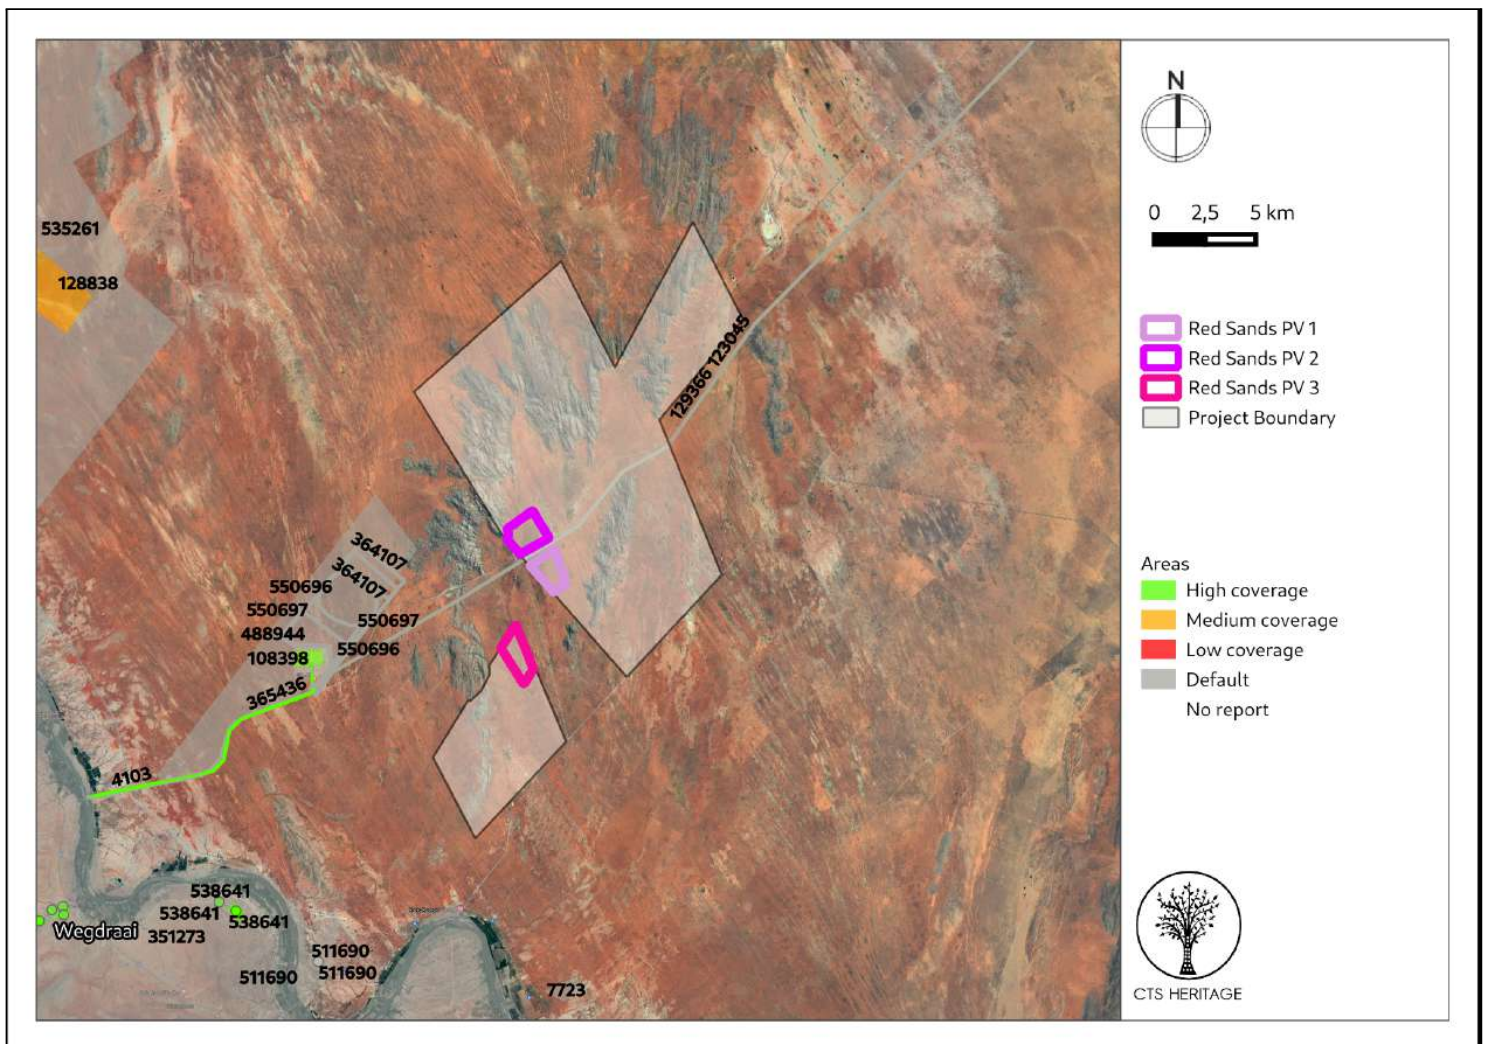 N
0 2,5 5 km
Red Sands PV 1
Red Sands PV 2
Red Sands PV 3
Project Boundary
Areas
High coverage
Medium coverage
Low coverage
Default
No report
CTS HERITAGE
535261
128838
129366 123045
364107
364107
550696
550697
550697
488944
550696
108398
365436
4103
538641
538641
538641
Wegdraai
351273
511690
511690
511690
7723